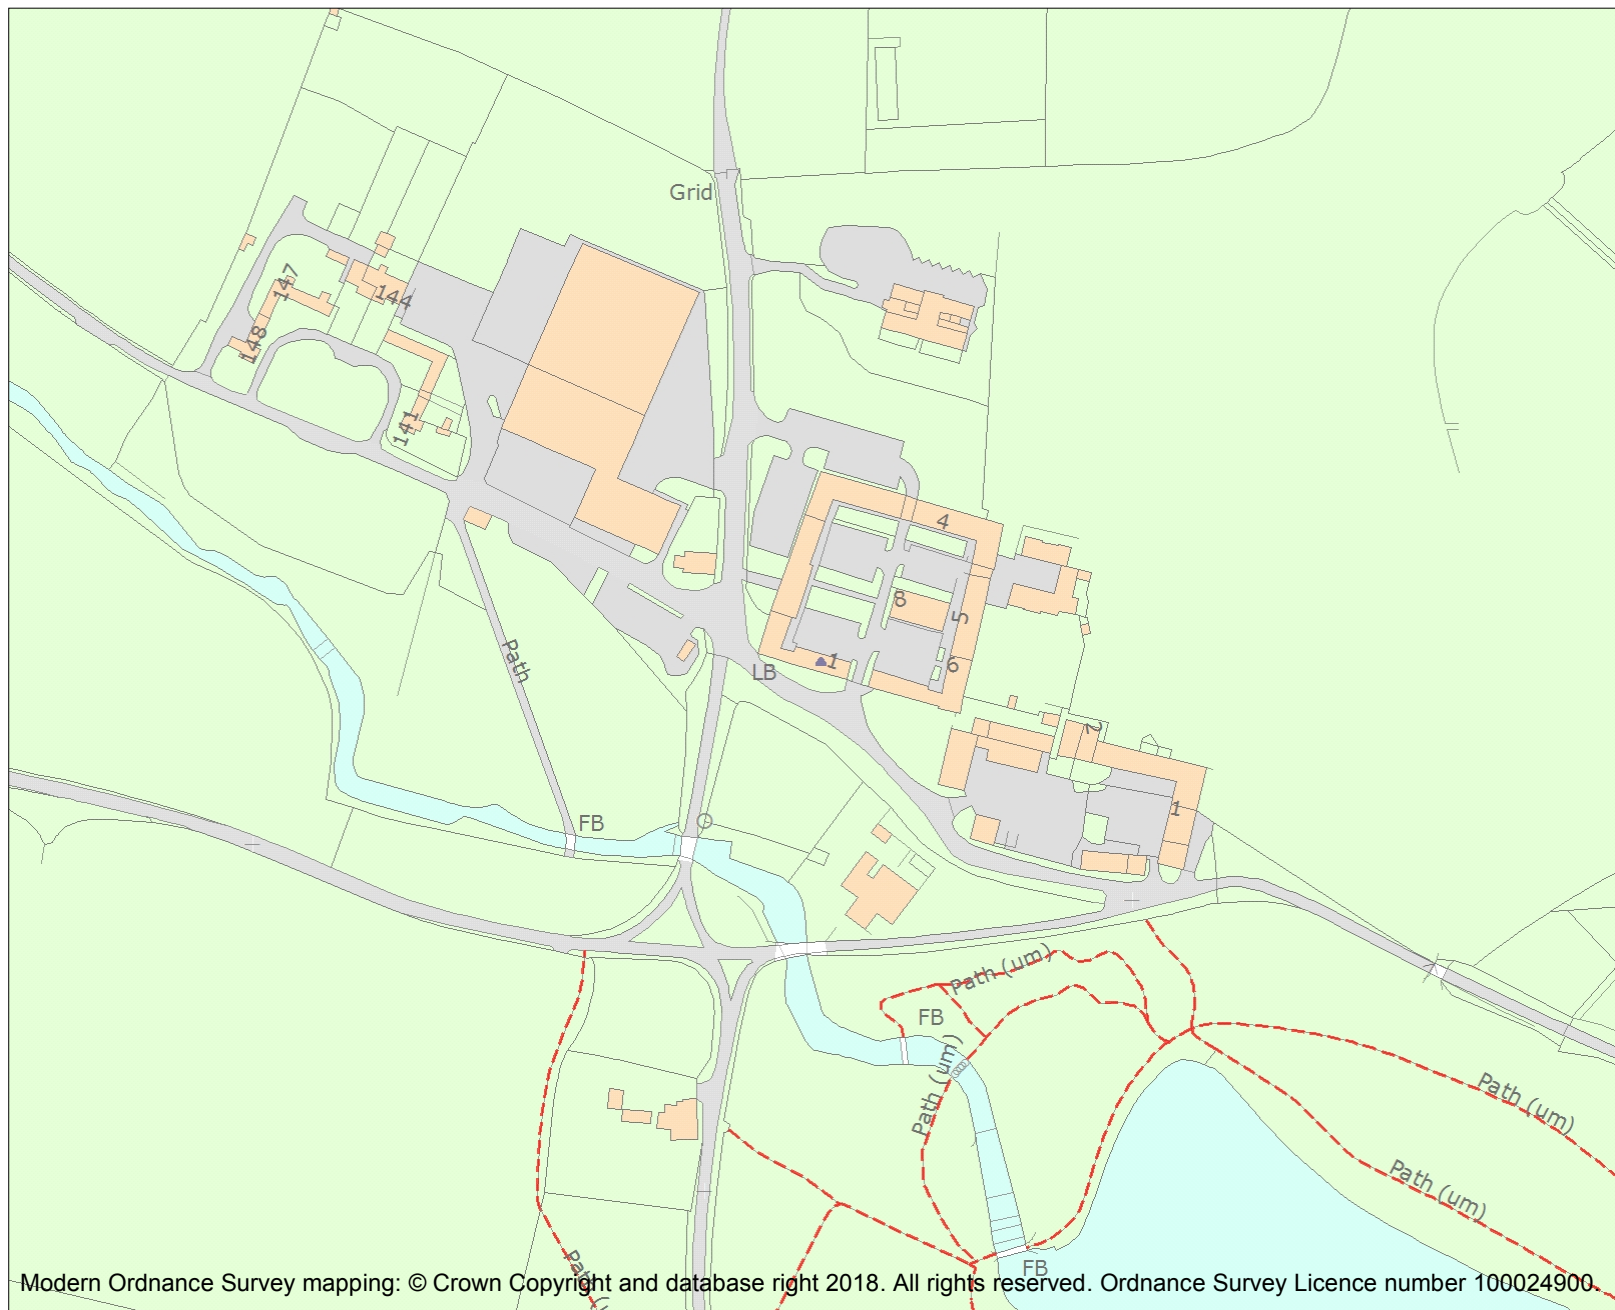 Grid
147
144
148
141
4
8
5
Path
1
6
LB
2
1
FB
Path (um)
FB
Path (um)
Path (um)
Path (um)
Path (u
FB
Modern Ordnance Survey mapping: © Crown Copyright and database right 2018. All rights reserved. Ordnance Survey Licence number 100024900.